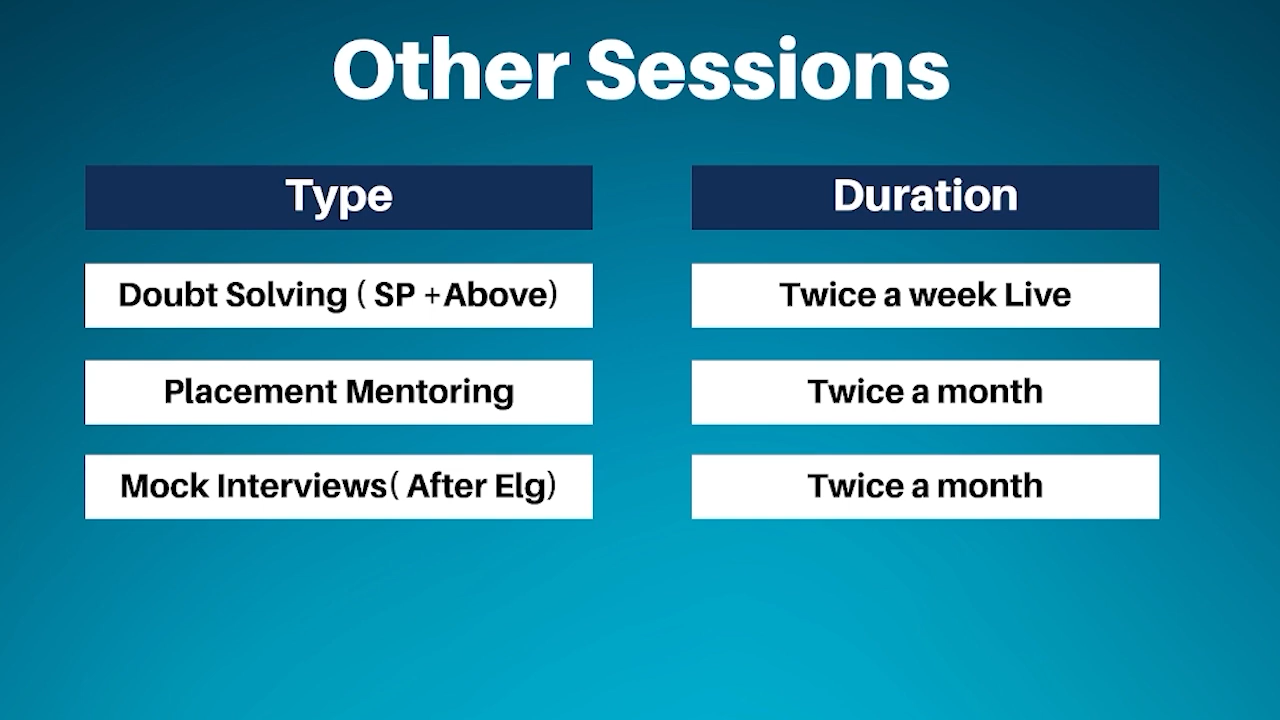 Other Sessions
Type
Duration
Doubt Solving ( SP +Above)
Twice a week Live
Placement Mentoring
Twice a month
Mock Interviews( After Elg)
Twice a month